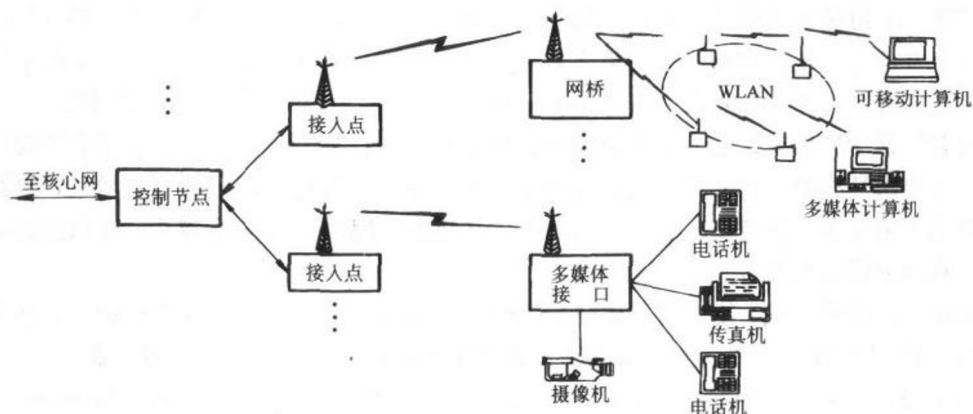 网桥
WLAN
可移动计算机
接入点
至核心网
控制节点
多媒体计算机
电话机
接入点
多媒体
接 口
传真机
摄像机
电话机